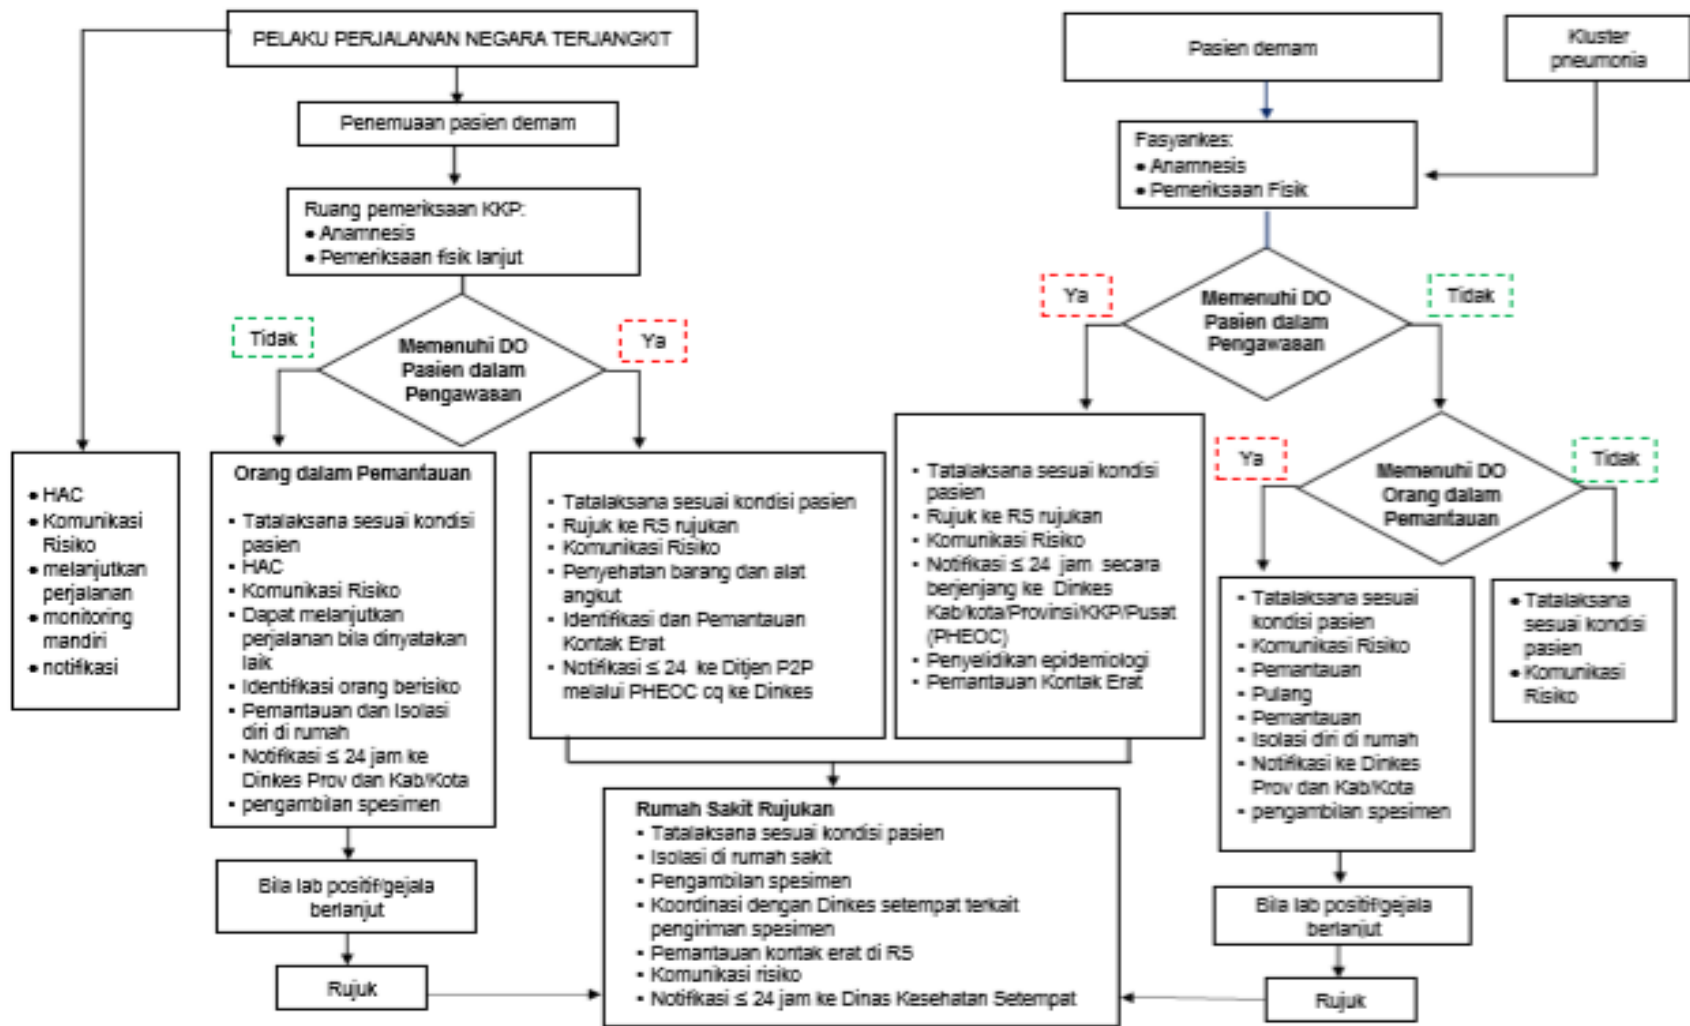 PELAKU PERJALANAN NEGARA TERJANGKIT
Penemuaan pasien demam
Ruang pemeriksaan KKP:
• Anamnesis
• Pemeriksaan fisik lanjut
Tidak
Memenuhi DO
Pasien dalam
Pengawasan
Ya
• HAC
• Komunikasi
Risiko
• melanjutkan
perjalanan
• monitoring
mandiri
• notifikasi
Orang dalam Pemantauan
▪ Tatalaksana sesuai kondisi
pasien
▪ HAC
▪ Komunikasi Risiko
▪ Dapat melanjutkan
perjalanan bila dinyatakan
laik
▪ Identifikasi orang berisiko
▪ Pemantauan dan Isolasi
diri di rumah
▪ Notifikasi ≤ 24 jam ke
Dinkes Prov dan Kab/Kota
▪ pengambilan spesimen
Bila lab positif/gejala
berlanjut
Rujuk
▪ Tatalaksana sesuai kondisi pasien
▪ Rujuk ke RS rujukan
▪ Komunikasi Risiko
▪ Penyehatan barang dan alat
angkut
▪ Identifikasi dan Pemantauan
Kontak Erat
▪ Notifikasi ≤ 24 ke Ditjen P2P
melalui PHEOC cq ke Dinkes
Pasien demam
Kluster
pneumonia
Fasyankes:
• Anamnesis
• Pemeriksaan Fisik
Ya
Memenuhi DO
Pasien dalam
Pengawasan
Tidak
▪ Tatalaksana sesuai kondisi
pasien
▪ Rujuk ke RS rujukan
▪ Komunikasi Risiko
▪ Notifikasi ≤ 24 jam secara
berjenjang ke Dinkes
Kab/kota/Provinsi/KKP/Pusat
(PHEOC)
▪ Penyelidikan epidemiologi
▪ Pemantauan Kontak Erat
Ya
Memenuhi DO
Orang dalam
Pemantauan
Tidak
▪ Tatalaksana sesuai
kondisi pasien
▪ Komunikasi Risiko
▪ Pemantauan
▪ Pulang
▪ Pemantauan
▪ Isolasi diri di rumah
▪ Notifikasi ke Dinkes
Prov dan Kab/Kota
▪ pengambilan spesimen
• Tatalaksana
sesuai kondisi
pasien
• Komunikasi
Risiko
Bila lab positif/gejala
berlanjut
Rujuk
Rumah Sakit Rujukan
▪ Tatalaksana sesuai kondisi pasien
▪ Isolasi di rumah sakit
▪ Pengambilan spesimen
▪ Koordinasi dengan Dinkes setempat terkait
pengiriman spesimen
▪ Pemantauan kontak erat di RS
▪ Komunikasi risiko
▪ Notifikasi ≤ 24 jam ke Dinas Kesehatan Setempat